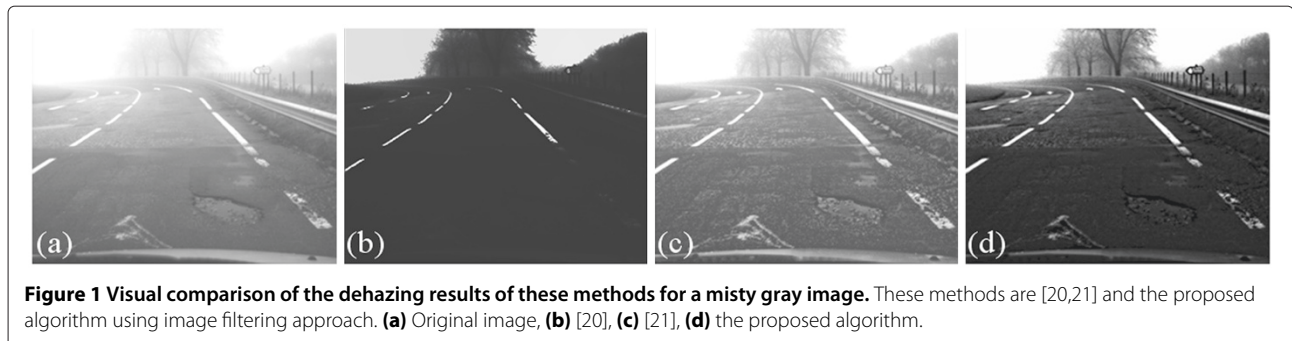 (a) (b) (c) (d)
Figure 1 Visual comparison of the dehazing results of these methods for a misty gray image. These methods are [20,21] and the proposed
algorithm using image filtering approach. (a) Original image, (b) [20], (c) [21], (d) the proposed algorithm.